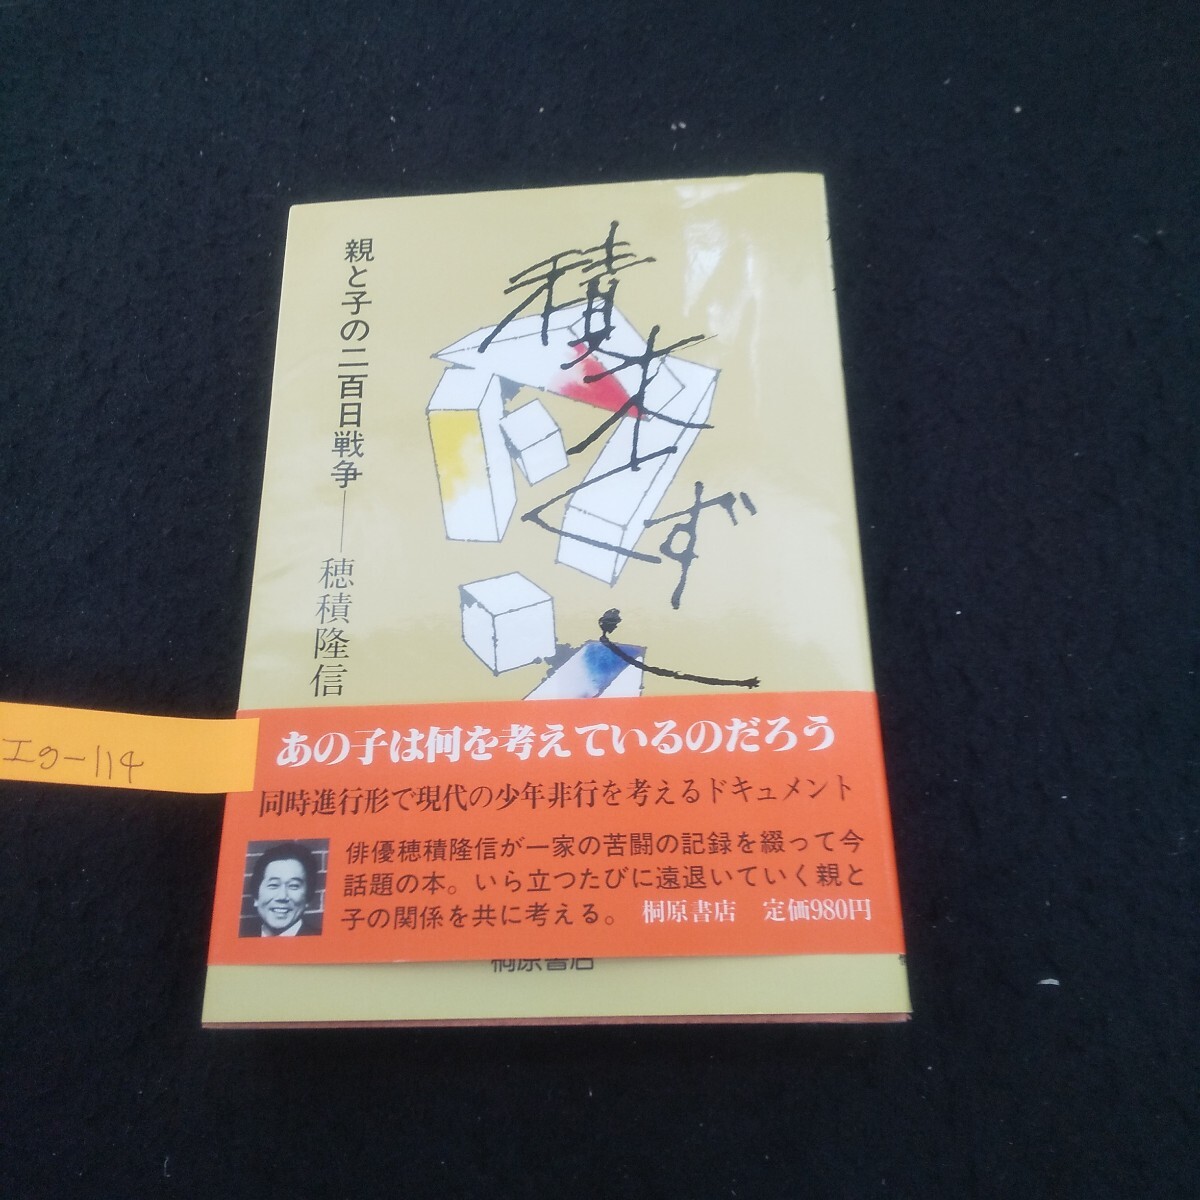 積木くずし
親と子の二百日戦争——穂積隆信
あの子は何を考えているのだろう
同時進行形で現代の少年非行を考えるドキュメント
俳優穂積隆信が一家の苦闘の記録を綴って今
話題の本。いら立つたびに遠退いていく親と
子の関係を共に考える。 桐原書店 定価980円
桐原書店
エg-114